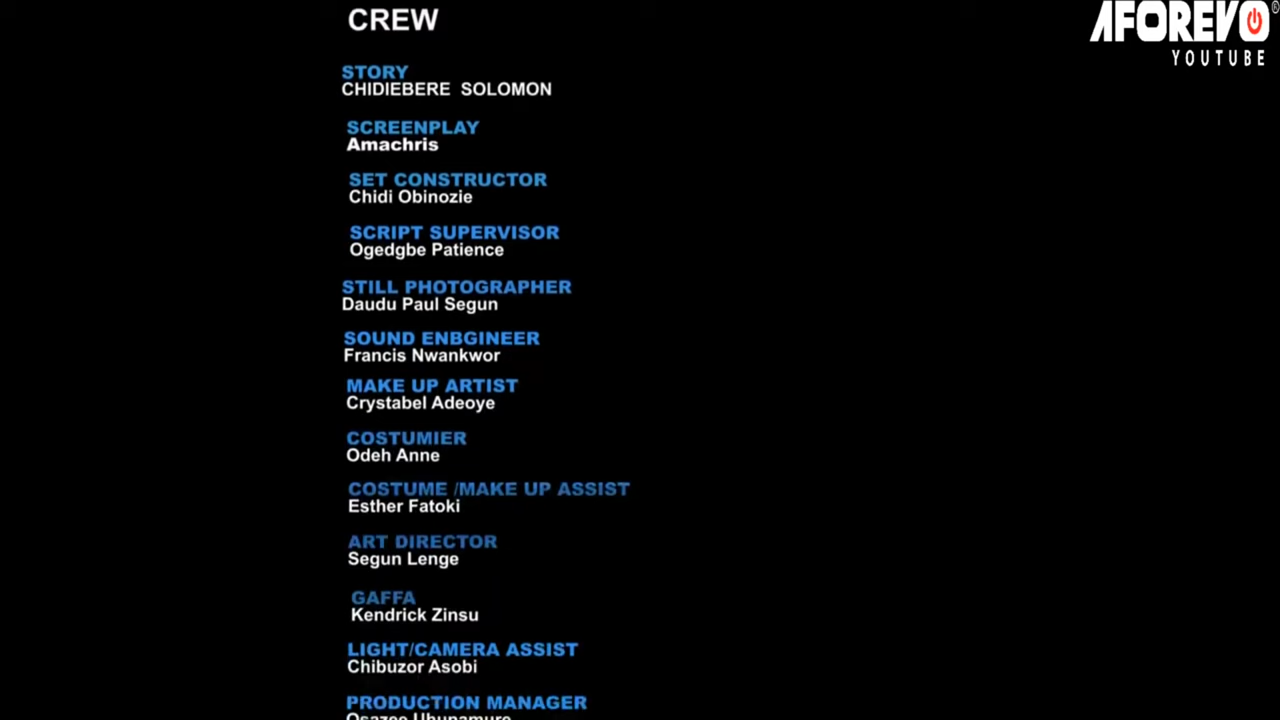 CREW
AFOREVO
YOUTUBE
STORY
CHIDIEBERE SOLOMON
SCREENPLAY
Amachris
SET CONSTRUCTOR
Chidi Obinozie
SCRIPT SUPERVISOR
Ogedgbe Patience
STILL PHOTOGRAPHER
Daudu Paul Segun
SOUND ENBGINEER
Francis Nwankwor
MAKE UP ARTIST
Crystabel Adeoye
COSTUMIER
Odeh Anne
COSTUME /MAKE UP ASSIST
Esther Fatoki
ART DIRECTOR
Segun Lenge
GAFFA
Kendrick Zinsu
LIGHT/CAMERA ASSIST
Chibuzor Asobi
PRODUCTION MANAGER
Osazee